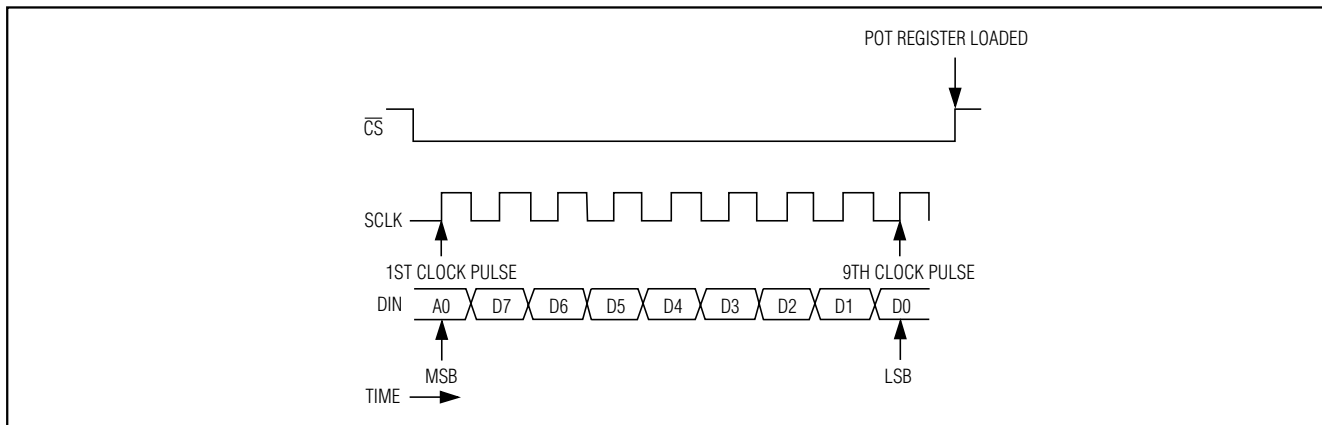 POT REGISTER LOADED
CS
SCLK
1ST CLOCK PULSE 9TH CLOCK PULSE
DIN A0 D7 D6 D5 D4 D3 D2 D1 D0
MSB LSB
TIME